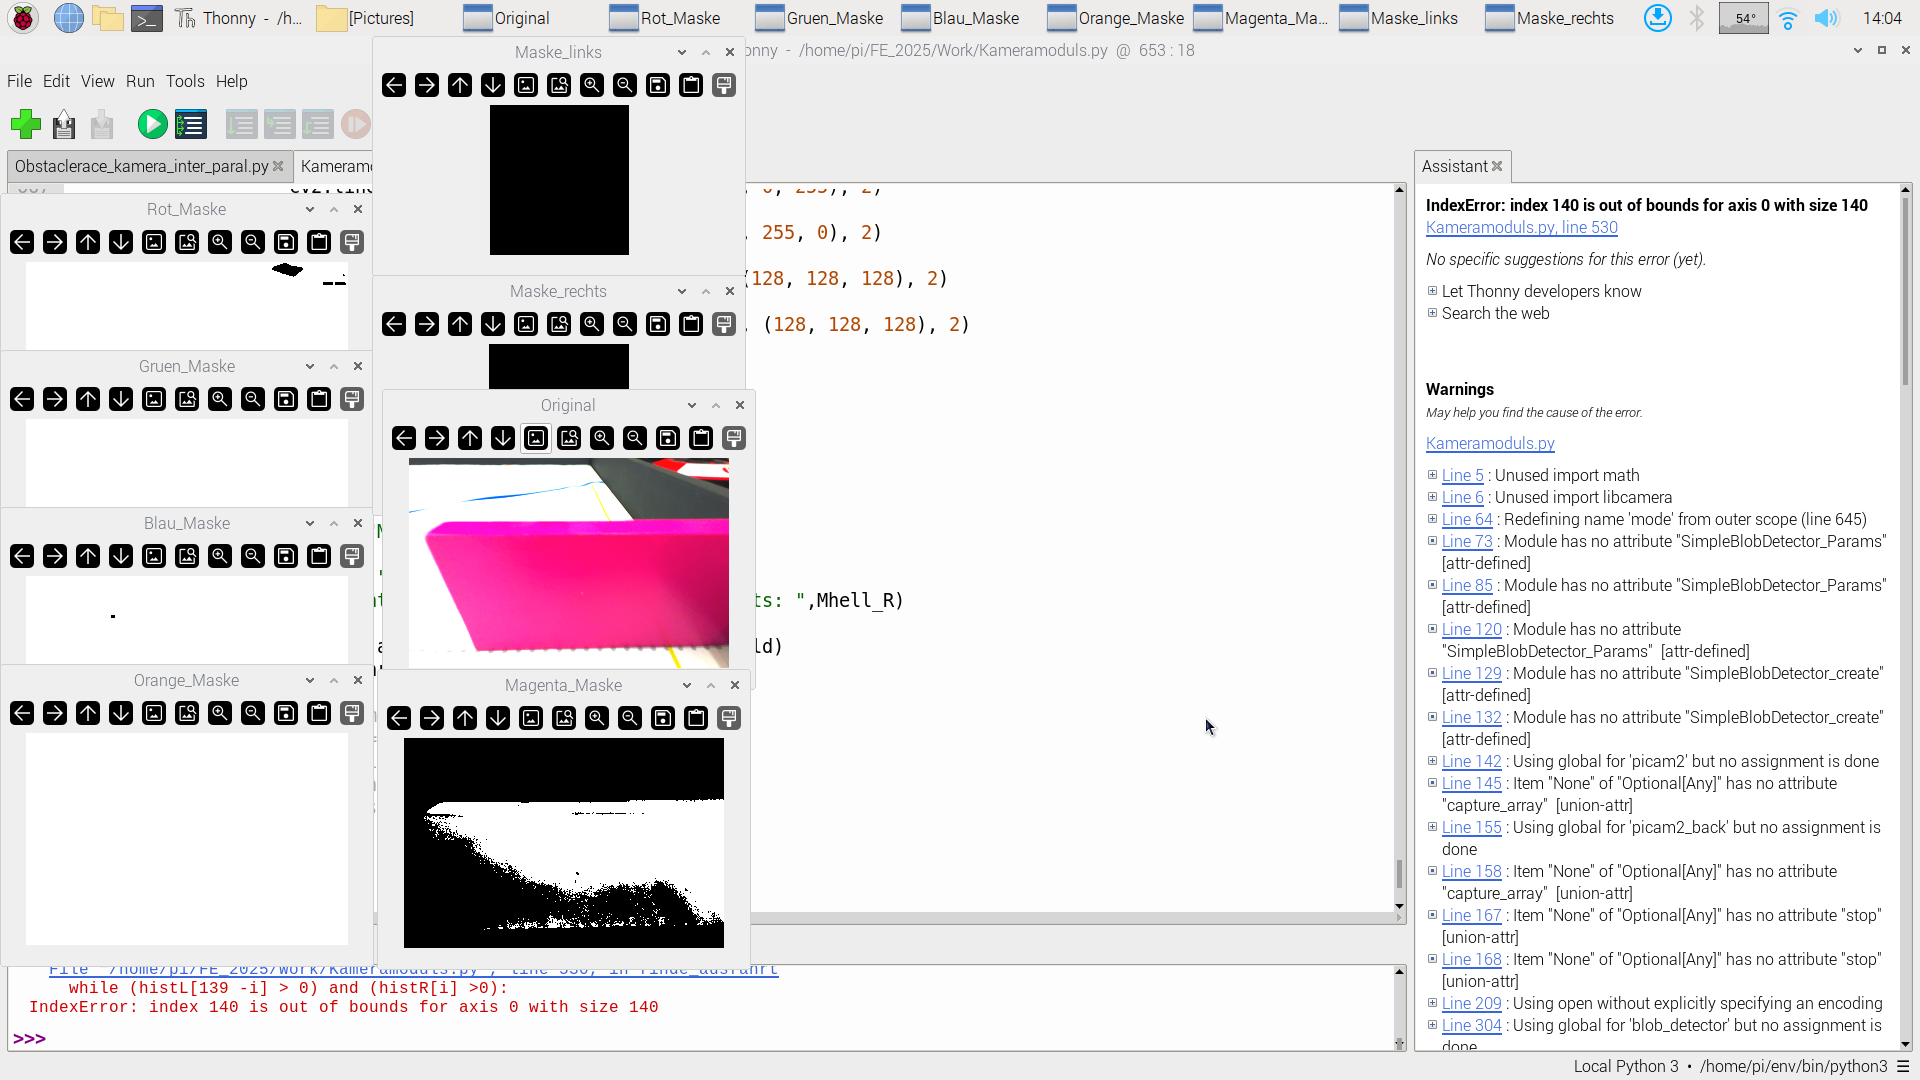 Thonny - /h...
[Pictures]
Original
Rot_Maske
Gruen_Maske
Blau_Maske
Orange_Maske
Magenta_Ma...
Maske_links
Maske_rechts
54°
14:04
onny - /home/pi/FE_2025/Work/Kameramoduls.py @ 653 : 18
File Edit View Run Tools Help
Obstaclerace_kamera_inter_paral.py
Kameramo
Maske_links
Rot_Maske
Maske_rechts
Gruen_Maske
Original
Blau_Maske
Orange_Maske
Magenta_Maske
, 255, 0), 2)
(128, 128, 128), 2)
, (128, 128, 128), 2)
ts: ",Mhell_R)
ld)
Assistant
IndexError: index 140 is out of bounds for axis 0 with size 140
Kameramoduls.py, line 530
No specific suggestions for this error (yet).
Let Thonny developers know
Search the web
Warnings
May help you find the cause of the error.
Kameramoduls.py
Line 5 : Unused import math
Line 6 : Unused import libcamera
Line 64 : Redefining name 'mode' from outer scope (line 645)
Line 73 : Module has no attribute "SimpleBlobDetector_Params"
[attr-defined]
Line 85 : Module has no attribute "SimpleBlobDetector_Params"
[attr-defined]
Line 120 : Module has no attribute
"SimpleBlobDetector_Params" [attr-defined]
Line 129 : Module has no attribute "SimpleBlobDetector_create"
[attr-defined]
Line 132 : Module has no attribute "SimpleBlobDetector_create"
[attr-defined]
Line 142 : Using global for 'picam2' but no assignment is done
Line 145 : Item "None" of "Optional[Any]" has no attribute
"capture_array" [union-attr]
Line 155 : Using global for 'picam2_back' but no assignment is
done
Line 158 : Item "None" of "Optional[Any]" has no attribute
"capture_array" [union-attr]
Line 167 : Item "None" of "Optional[Any]" has no attribute "stop"
[union-attr]
Line 168 : Item "None" of "Optional[Any]" has no attribute "stop"
[union-attr]
Line 209 : Using open without explicitly specifying an encoding
Line 304 : Using global for 'blob_detector' but no assignment is
done
File "/home/pi/FE_2025/Work/Kameramoduls.py", line 530, in finde_ausfahrt
while (histL[139 -i] > 0) and (histR[i] >0):
IndexError: index 140 is out of bounds for axis 0 with size 140
>>>
Local Python 3 • /home/pi/env/bin/python3